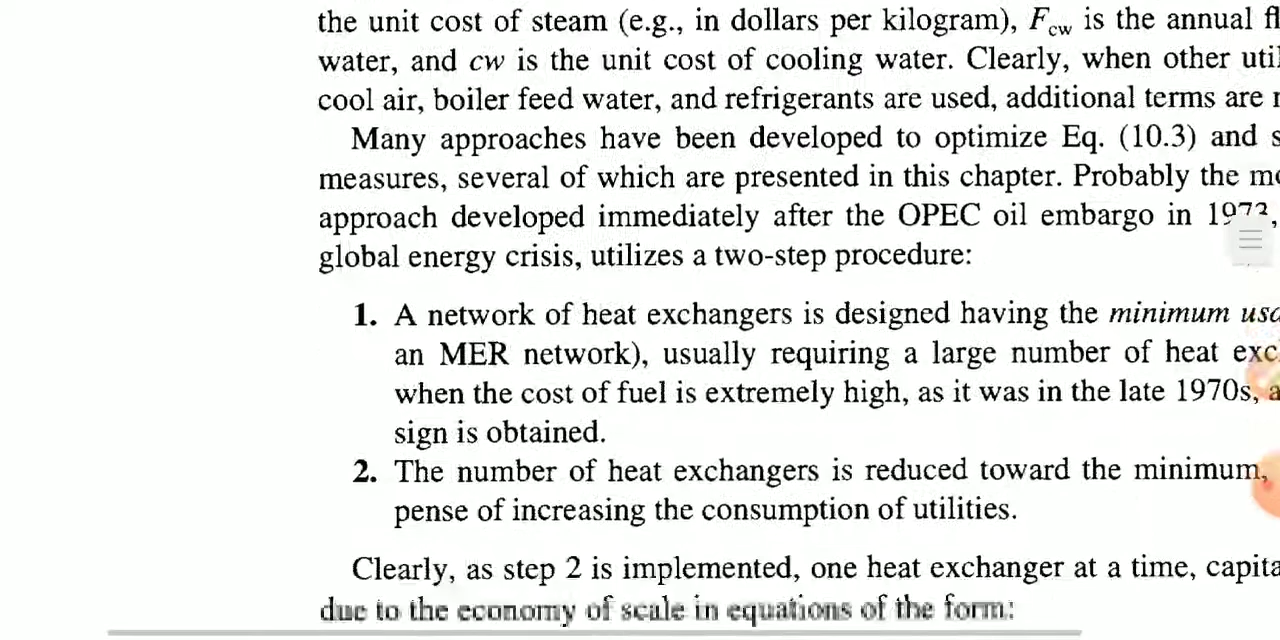 the unit cost of steam (e.g., in dollars per kilogram), Fcw is the annual fl
water, and cw is the unit cost of cooling water. Clearly, when other util
cool air, boiler feed water, and refrigerants are used, additional terms are
Many approaches have been developed to optimize Eq. (10.3) and s
measures, several of which are presented in this chapter. Probably the mo
approach developed immediately after the OPEC oil embargo in 1973,
global energy crisis, utilizes a two-step procedure:
1. A network of heat exchangers is designed having the minimum usa
an MER network), usually requiring a large number of heat exc
when the cost of fuel is extremely high, as it was in the late 1970s, a
sign is obtained.
2. The number of heat exchangers is reduced toward the minimum,
pense of increasing the consumption of utilities.
Clearly, as step 2 is implemented, one heat exchanger at a time, capita
due to the economy of scale in equations of the form: